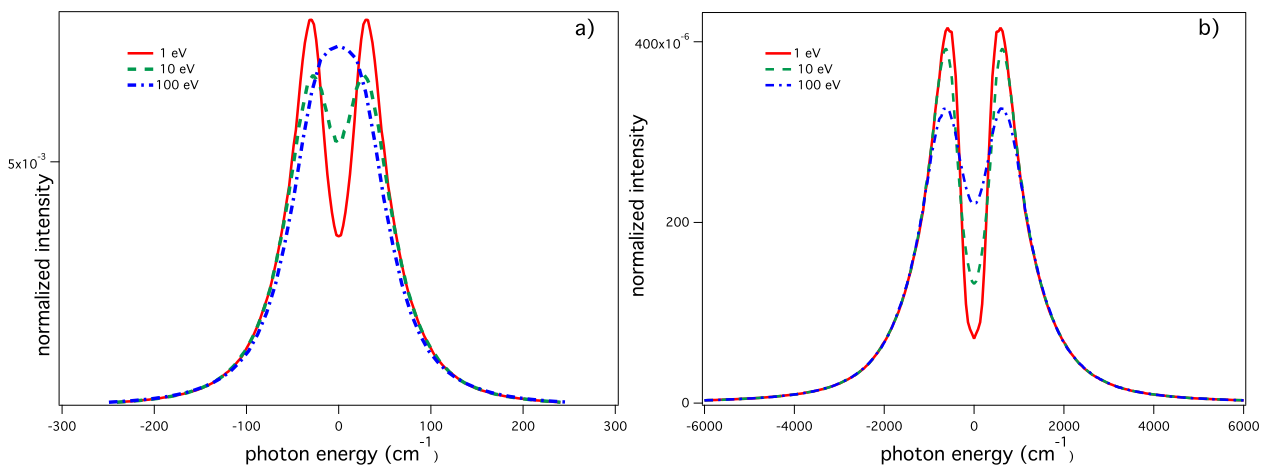 a)
1 eV
10 eV
100 eV
5x10-3
normalized intensity
-300 -200 -100 0 100 200 300
photon energy (cm-1)
b)
400x10-6
1 eV
10 eV
100 eV
200
0
normalized intensity
-6000 -4000 -2000 0 2000 4000 6000
photon energy (cm-1)